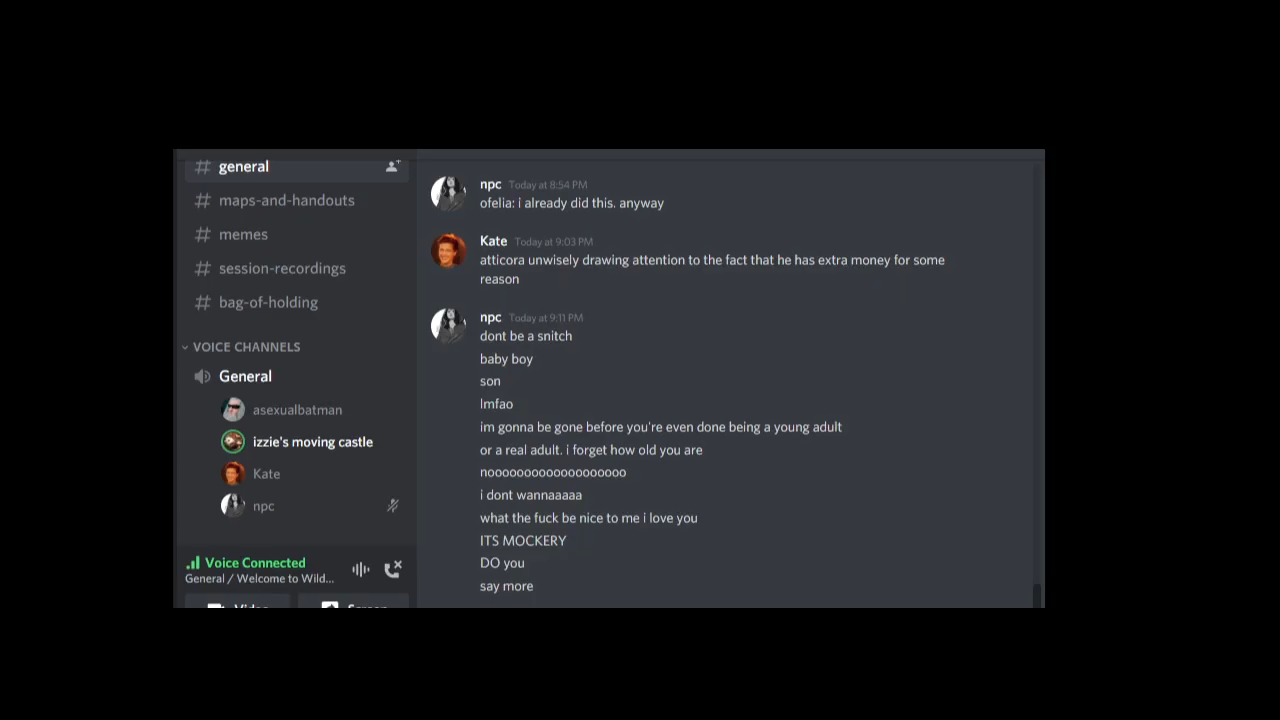 # general
# maps-and-handouts
# memes
# session-recordings
# bag-of-holding
VOICE CHANNELS
General
asexualbatman
izzie's moving castle
Kate
npc
Voice Connected
General / Welcome to Wild...
Video
Screen
npc Today at 8:54 PM
ofelia: i already did this. anyway
Kate Today at 9:03 PM
atticora unwisely drawing attention to the fact that he has extra money for some
reason
npc Today at 9:11 PM
dont be a snitch
baby boy
son
lmfao
im gonna be gone before you're even done being a young adult
or a real adult. i forget how old you are
nooooooooooooooooooo
i dont wannaaaaa
what the fuck be nice to me i love you
ITS MOCKERY
DO you
say more